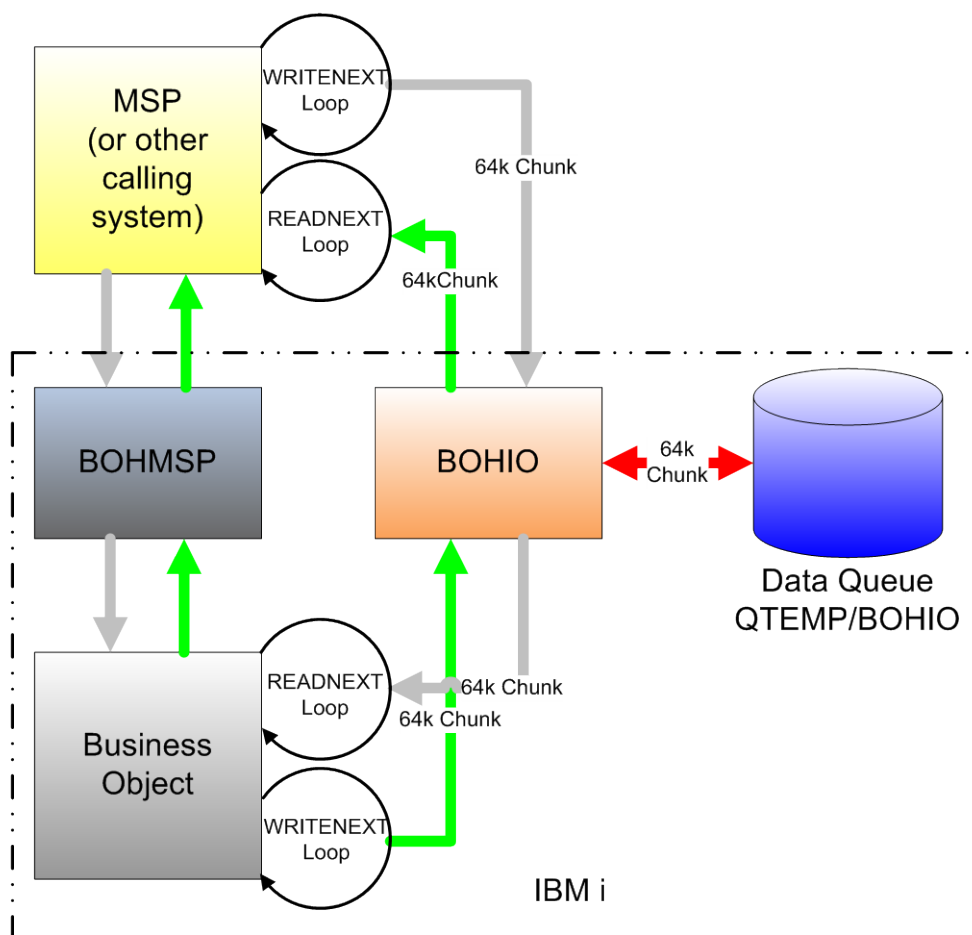 WRITENEXT
Loop
MSP
(or other
calling
system)
64k Chunk
READNEXT
Loop
64kChunk
BOHMSP
BOHIO
64k
Chunk
Data Queue
QTEMP/BOHIO
READNEXT
Loop
64k Chunk
64k Chunk
Business
Object
WRITENEXT
Loop
IBM i